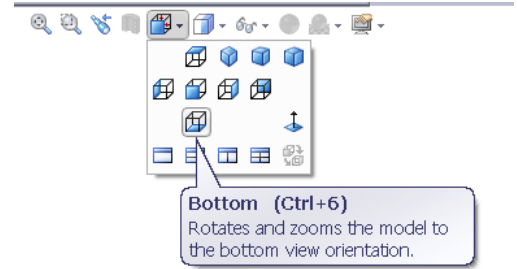 Bottom (Ctrl+6)
Rotates and zooms the model to
the bottom view orientation.